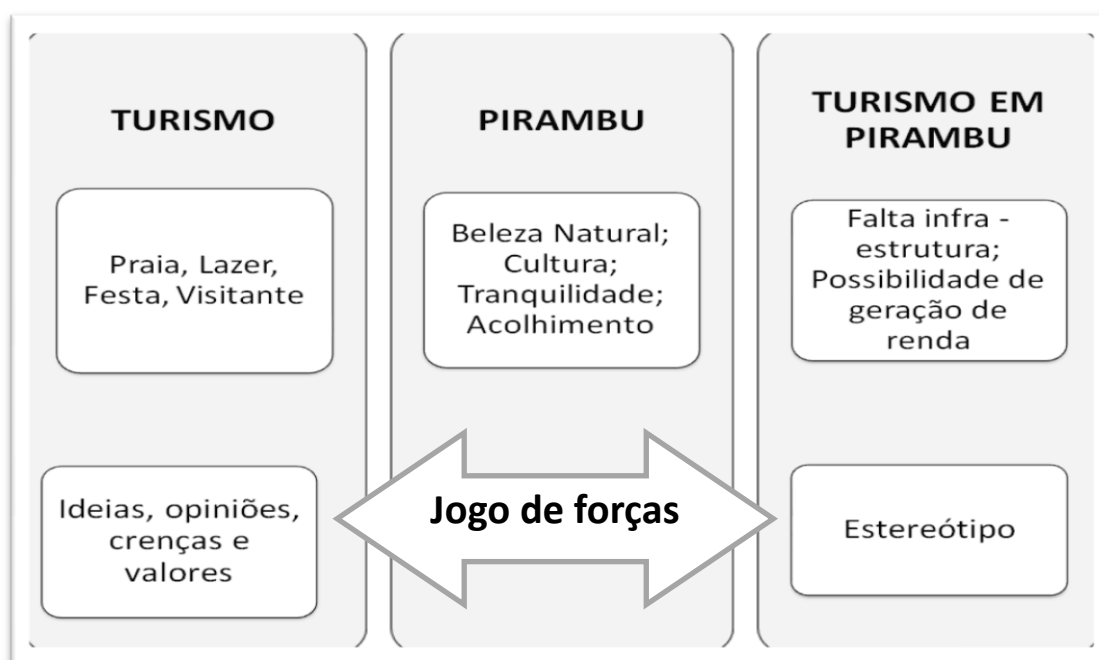 TURISMO
Praia, Lazer,
Festa, Visitante
Ideias, opiniões,
crenças e
valores
PIRAMBU
Beleza Natural;
Cultura;
Tranquilidade;
Acolhimento
Jogo de forças
TURISMO EM
PIRAMBU
Falta infra -
estrutura;
Possibilidade de
geração de
renda
Estereótipo